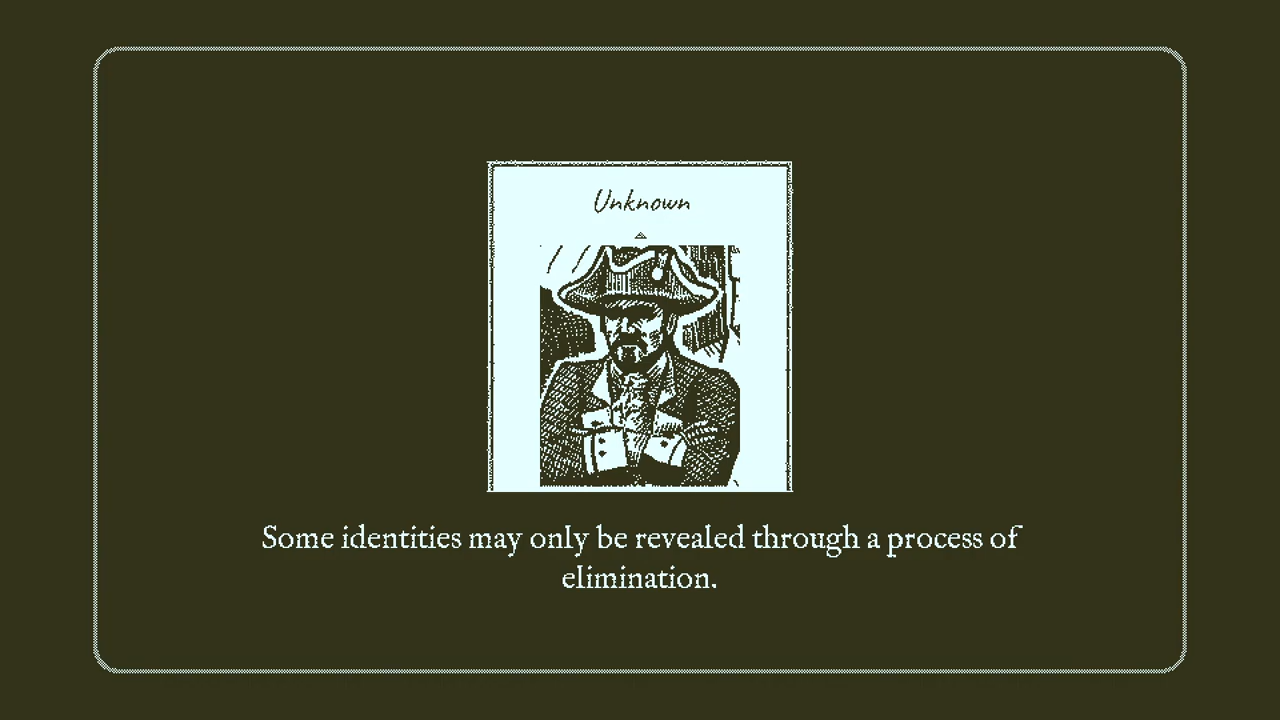 Unknown
Some identities may only be revealed through a process of
elimination.